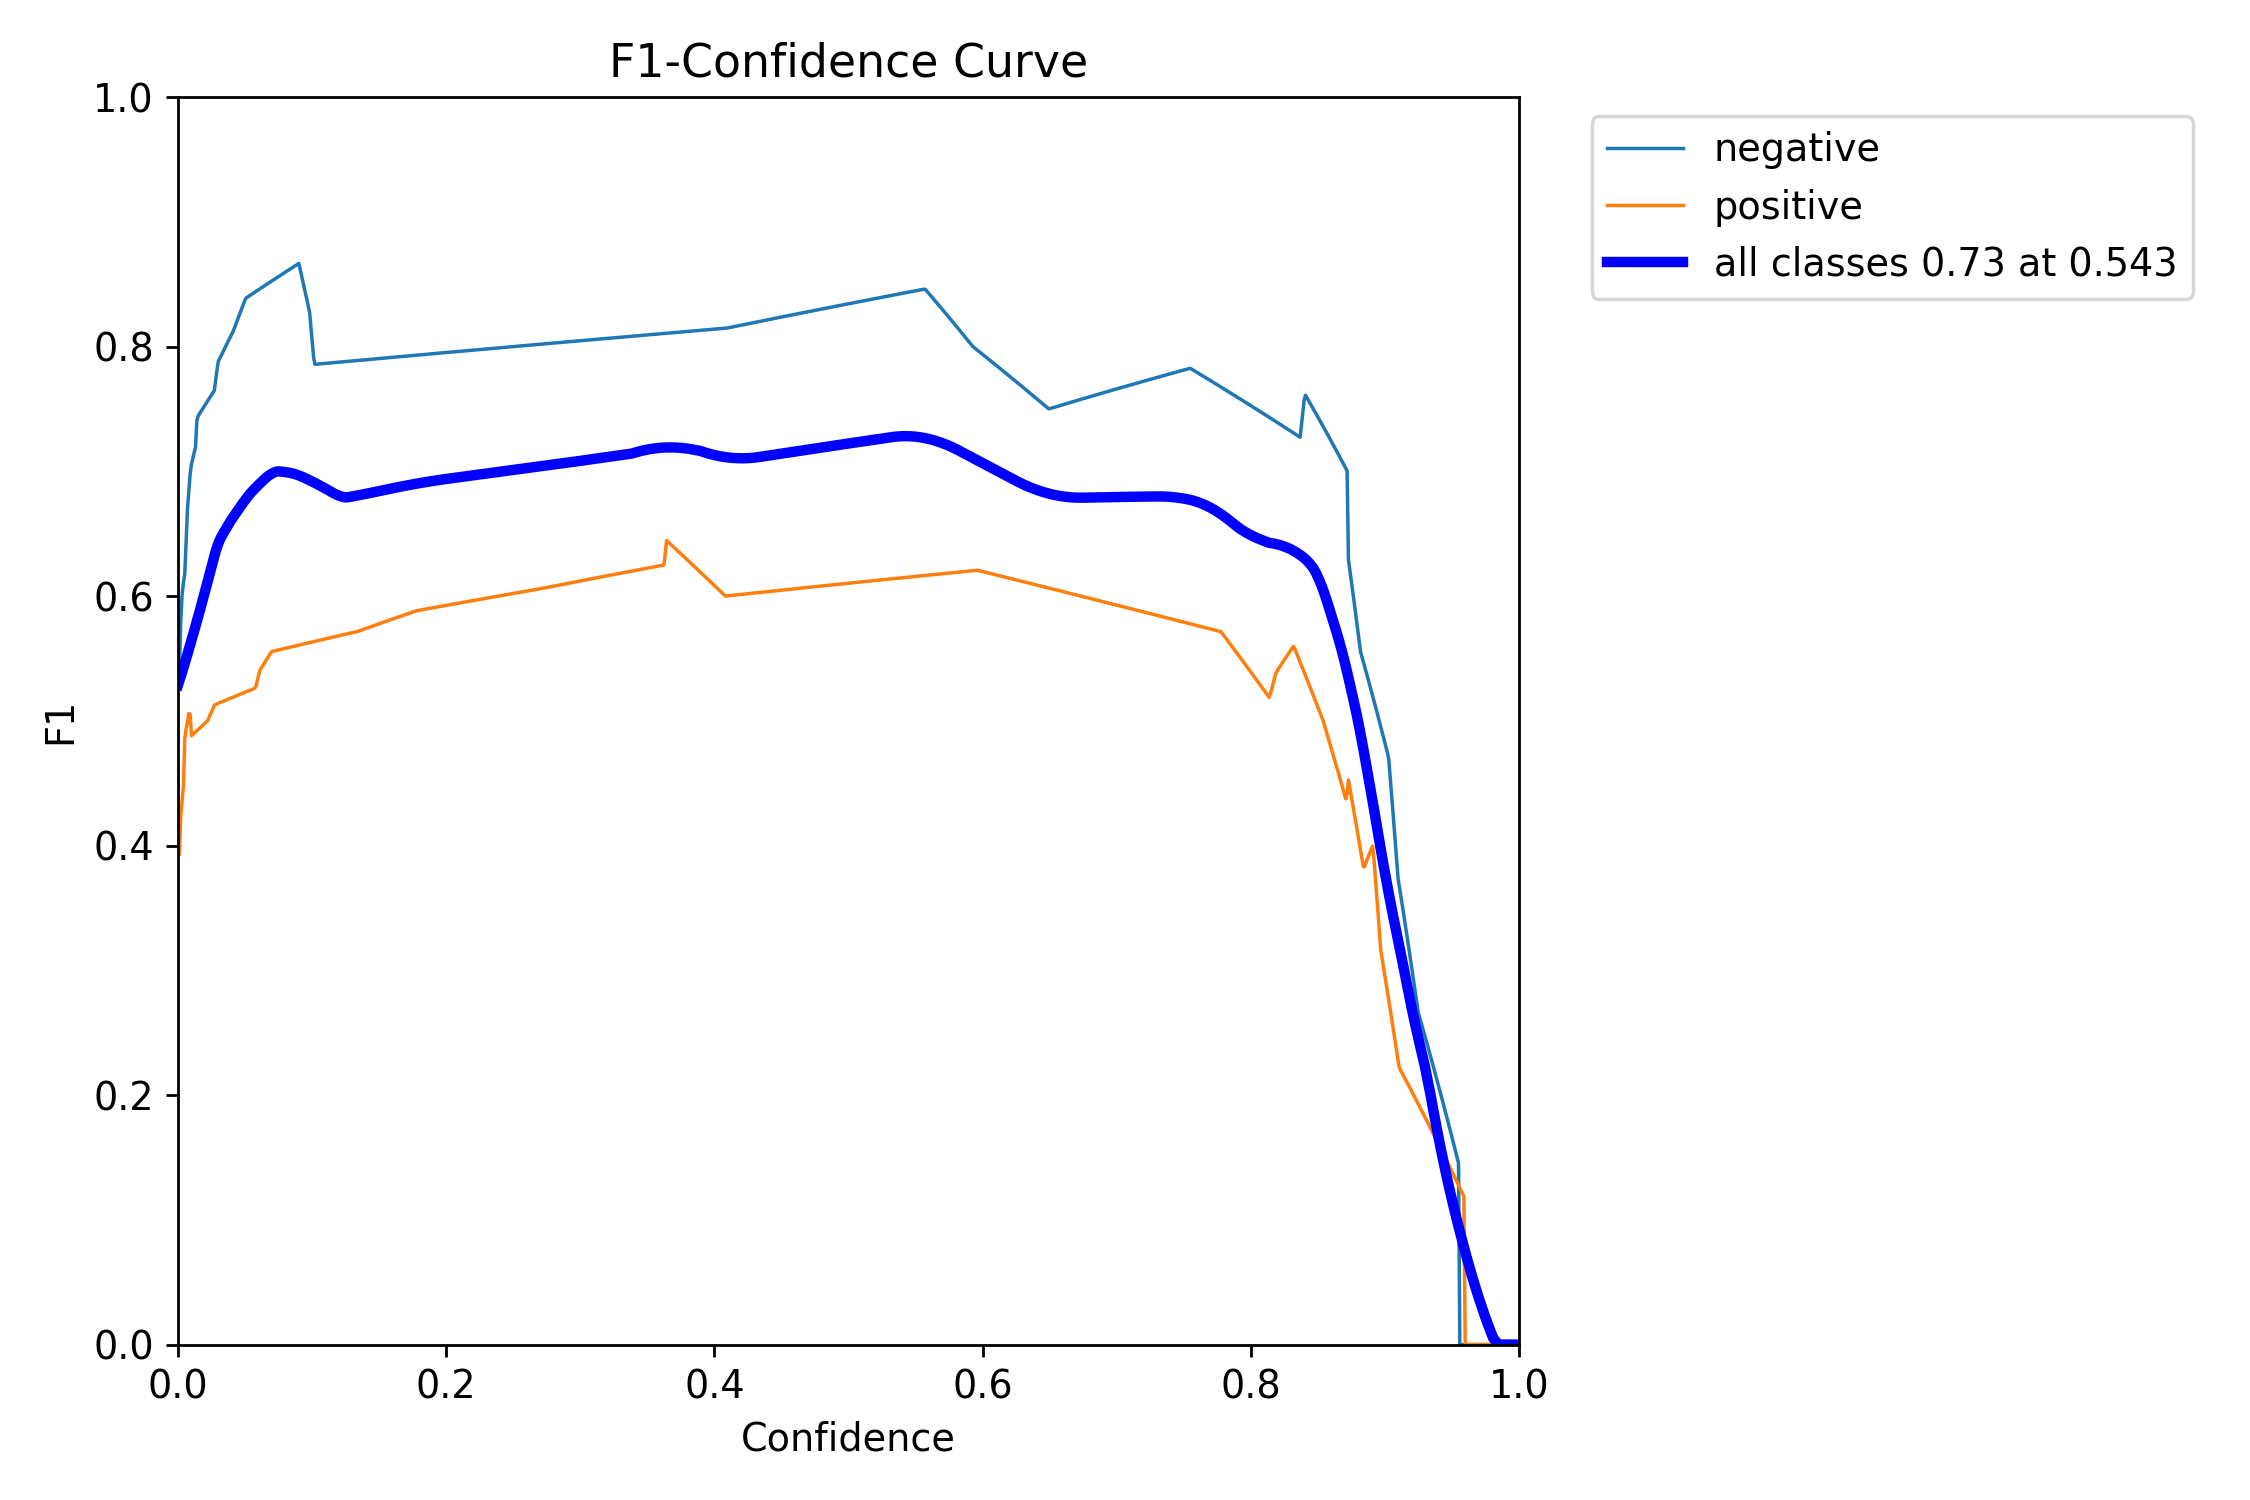 F1-Confidence Curve
1.0
0.8
0.6
0.4
0.2
0.0
F1
0.0 0.2 0.4 0.6 0.8 1.0
Confidence
negative
positive
all classes 0.73 at 0.543